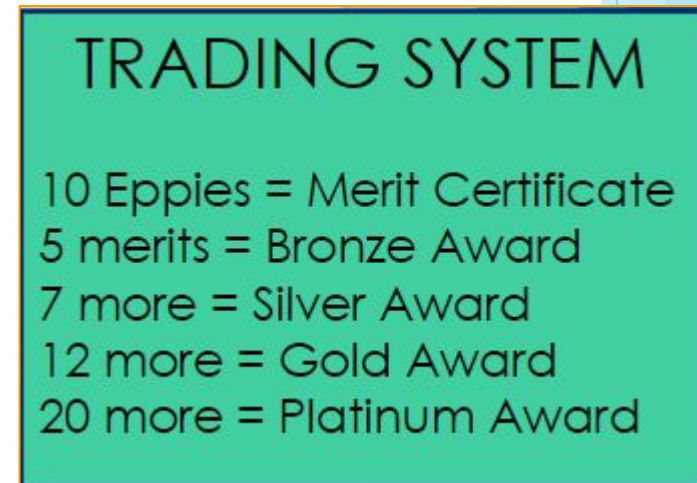 TRADING SYSTEM
10 Eppies = Merit Certificate
5 merits = Bronze Award
7 more = Silver Award
12 more = Gold Award
20 more = Platinum Award